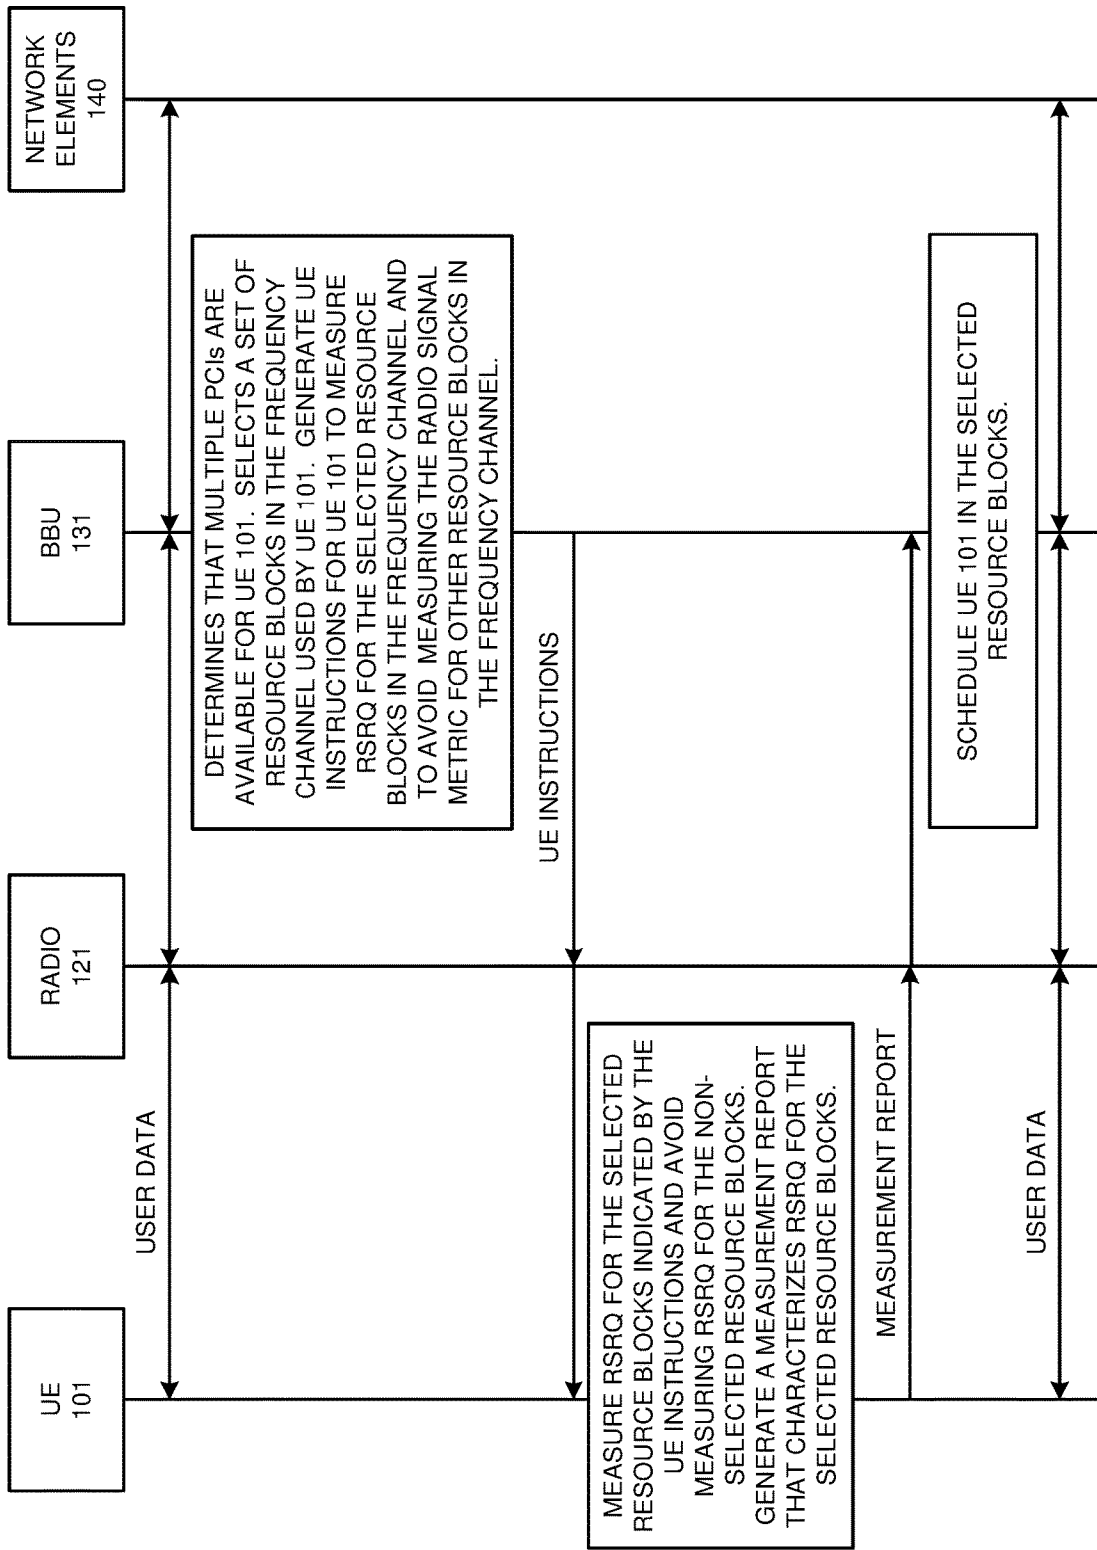 UE
101
RADIO
121
BBU
131
NETWORK
ELEMENTS
140
USER DATA
DETERMINES THAT MULTIPLE PCIs ARE
AVAILABLE FOR UE 101. SELECTS A SET OF
RESOURCE BLOCKS IN THE FREQUENCY
CHANNEL USED BY UE 101. GENERATE UE
INSTRUCTIONS FOR UE 101 TO MEASURE
RSRQ FOR THE SELECTED RESOURCE
BLOCKS IN THE FREQUENCY CHANNEL AND
TO AVOID MEASURING THE RADIO SIGNAL
METRIC FOR OTHER RESOURCE BLOCKS IN
THE FREQUENCY CHANNEL.
UE INSTRUCTIONS
MEASURE RSRQ FOR THE SELECTED
RESOURCE BLOCKS INDICATED BY THE
UE INSTRUCTIONS AND AVOID
MEASURING RSRQ FOR THE NON-
SELECTED RESOURCE BLOCKS.
GENERATE A MEASUREMENT REPORT
THAT CHARACTERIZES RSRQ FOR THE
SELECTED RESOURCE BLOCKS.
MEASUREMENT REPORT
SCHEDULE UE 101 IN THE SELECTED
RESOURCE BLOCKS.
USER DATA